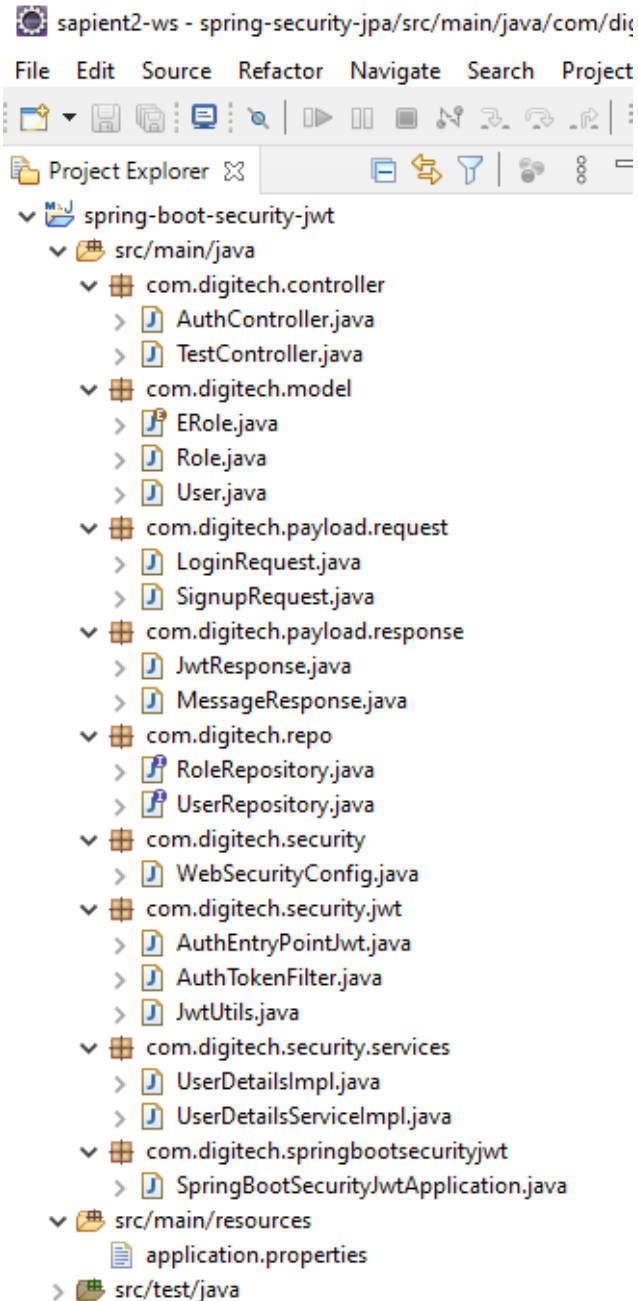 sapient2-ws - spring-security-jpa/src/main/java/com/dig
File Edit Source Refactor Navigate Search Project
Project Explorer
spring-boot-security-jwt
src/main/java
com.digitech.controller
AuthController.java
TestController.java
com.digitech.model
ERole.java
Role.java
User.java
com.digitech.payload.request
LoginRequest.java
SignupRequest.java
com.digitech.payload.response
JwtResponse.java
MessageResponse.java
com.digitech.repo
RoleRepository.java
UserRepository.java
com.digitech.security
WebSecurityConfig.java
com.digitech.security.jwt
AuthEntryPointJwt.java
AuthTokenFilter.java
JwtUtils.java
com.digitech.security.services
UserDetailsImpl.java
UserDetailsServiceImpl.java
com.digitech.springbootsecurityjwt
SpringBootSecurityJwtApplication.java
src/main/resources
application.properties
src/test/java